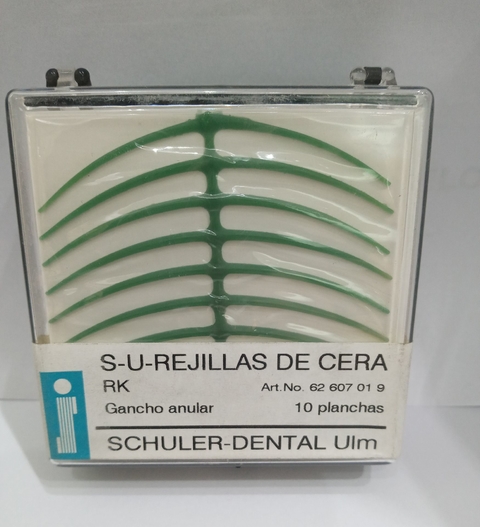 S-U-REJILLAS DE CERA
RK Art.No. 62 607 01 9
Gancho anular 10 planchas
SCHULER-DENTAL Ulm